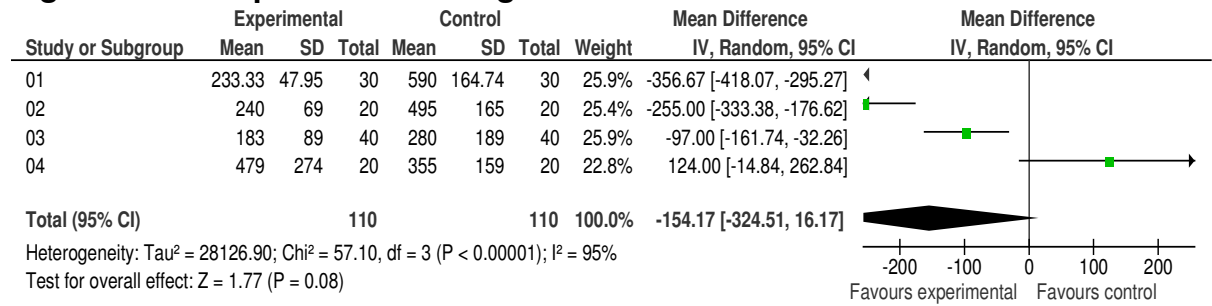 Experimental Control Mean Difference Mean Difference
Study or Subgroup Mean SD Total Mean SD Total Weight IV, Random, 95% CI IV, Random, 95% CI
01 233.33 47.95 30 590 164.74 30 25.9% -356.67 [-418.07, -295.27]
02 240 69 20 495 165 20 25.4% -255.00 [-333.38, -176.62]
03 183 89 40 280 189 40 25.9% -97.00 [-161.74, -32.26]
04 479 274 20 355 159 20 22.8% 124.00 [-14.84, 262.84]
Total (95% CI) 110 110 100.0% -154.17 [-324.51, 16.17]
Heterogeneity: Tau² = 28126.90; Chi² = 57.10, df = 3 (P < 0.00001); I² = 95%
Test for overall effect: Z = 1.77 (P = 0.08)
-200 -100 0 100 200
Favours experimental Favours control